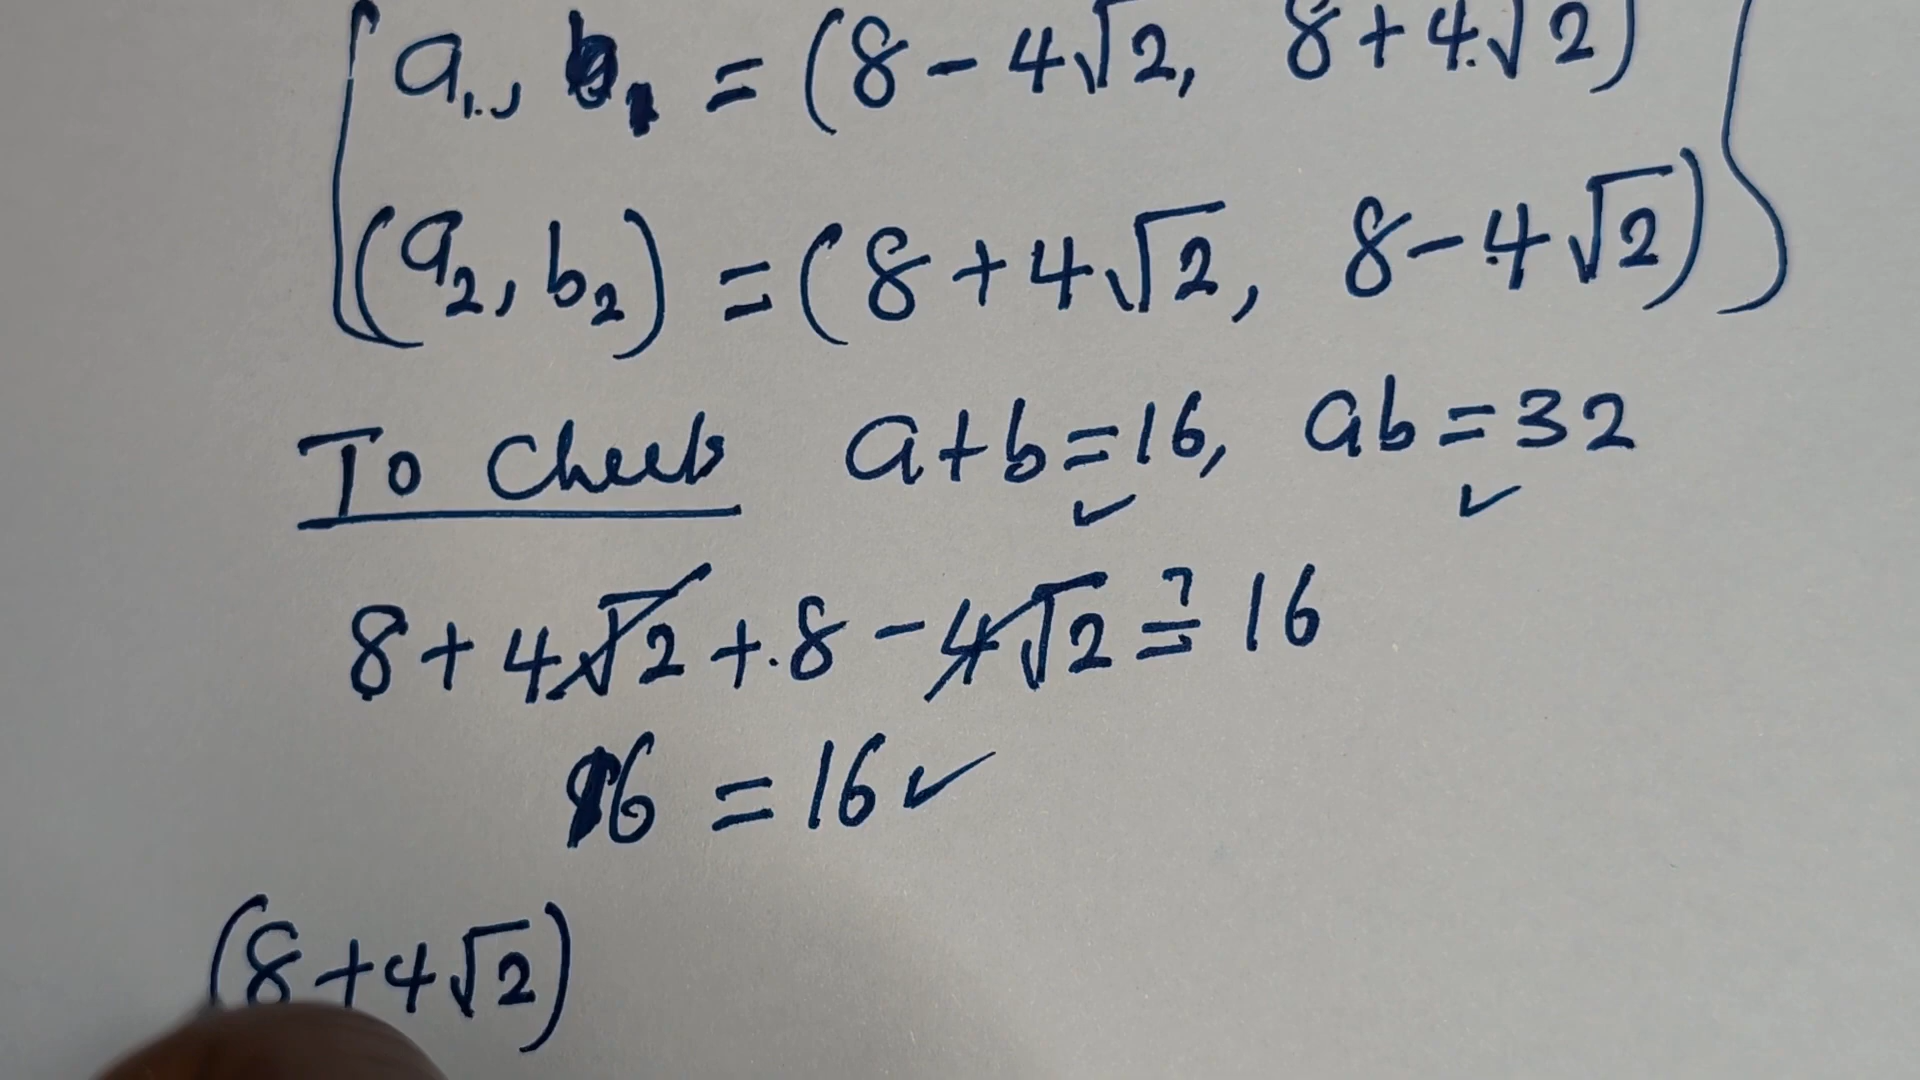 a₁, b₁ = (8 - 4√2, 8 + 4√2)
(a₂, b₂) = (8 + 4√2, 8 - 4√2)
To Check a + b = 16, ab = 32
✓ ✓
8 + 4√2 + 8 - 4√2 ≟ 16
16 = 16 ✓
(8 + 4√2)